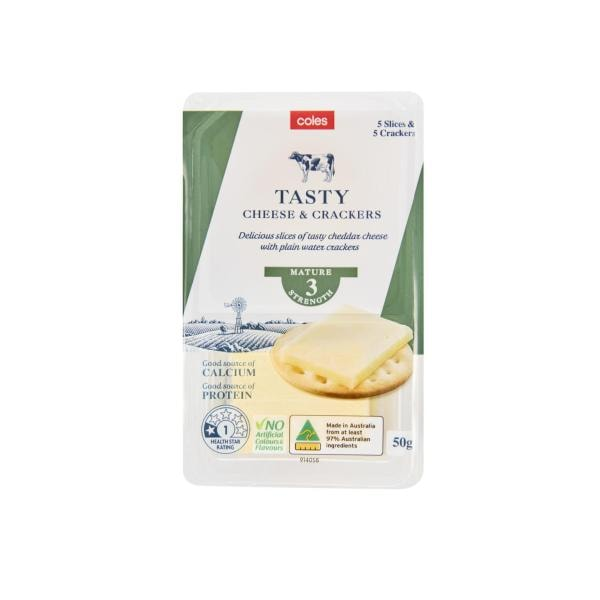 coles
5 Slices &
5 Crackers
TASTY
CHEESE & CRACKERS
Delicious slices of tasty cheddar cheese
with plain water crackers
MATURE
3
STRENGTH
Good source of
CALCIUM
Good source of
PROTEIN
1
HEALTH STAR
RATING
NO
Artificial
Colours &
Flavours
Made in Australia
from at least
97% Australian
ingredients
50g
914056